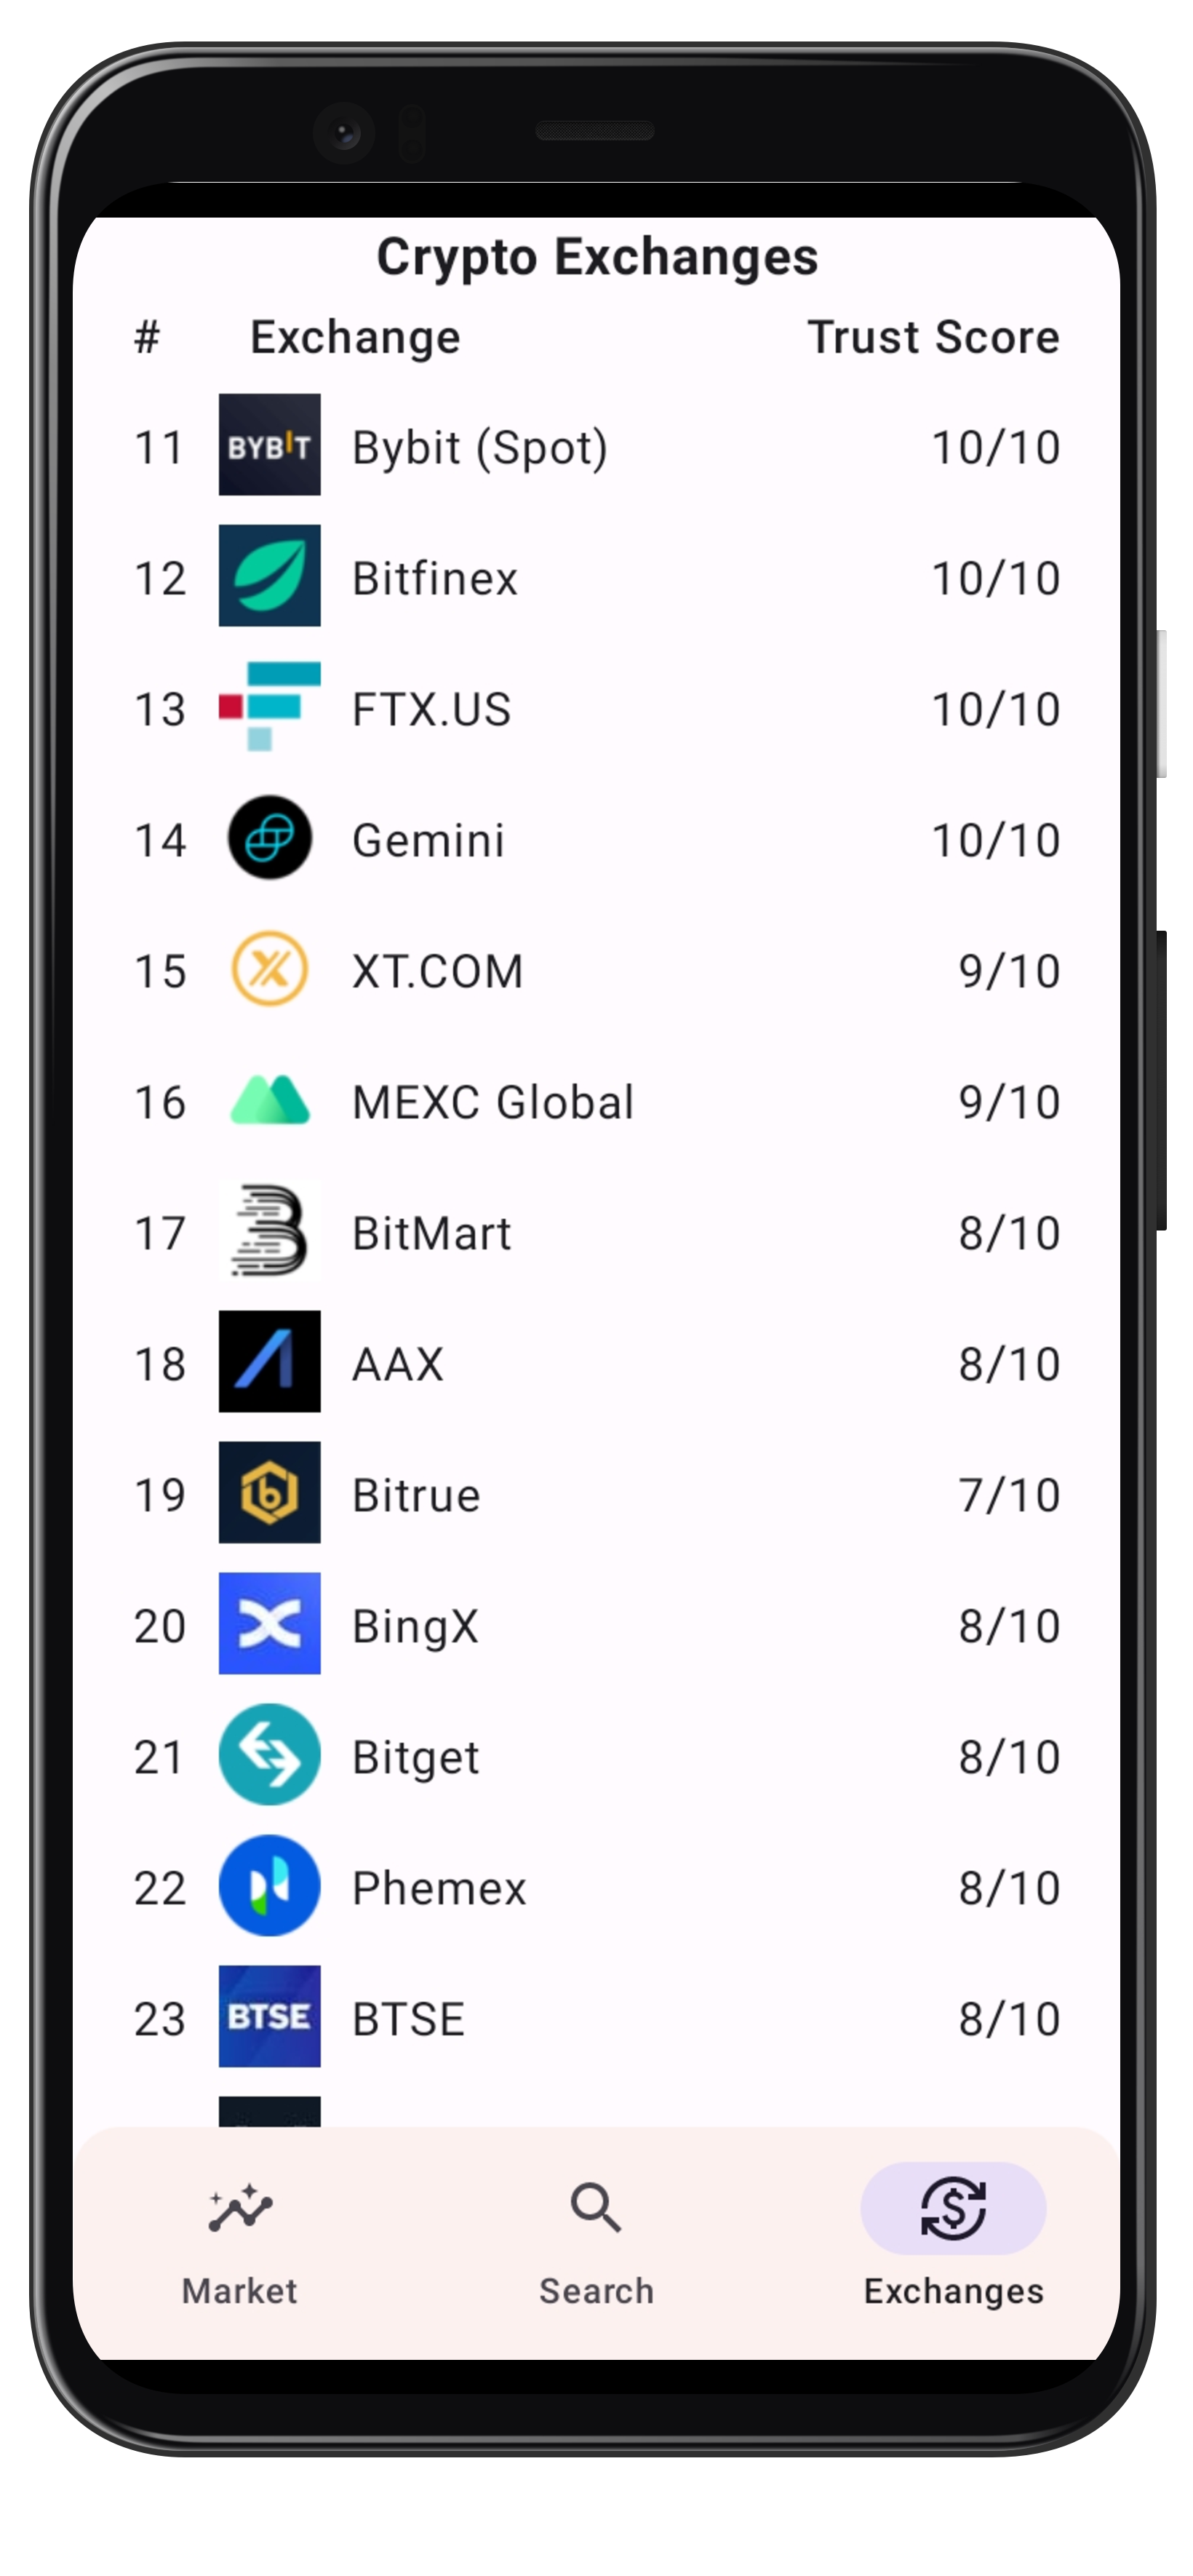 Crypto Exchanges
# Exchange Trust Score
11 BYBIT Bybit (Spot) 10/10
12 Bitfinex 10/10
13 FTX.US 10/10
14 Gemini 10/10
15 XT.COM 9/10
16 MEXC Global 9/10
17 BitMart 8/10
18 AAX 8/10
19 Bitrue 7/10
20 BingX 8/10
21 Bitget 8/10
22 Phemex 8/10
23 BTSE BTSE 8/10
Market Search Exchanges